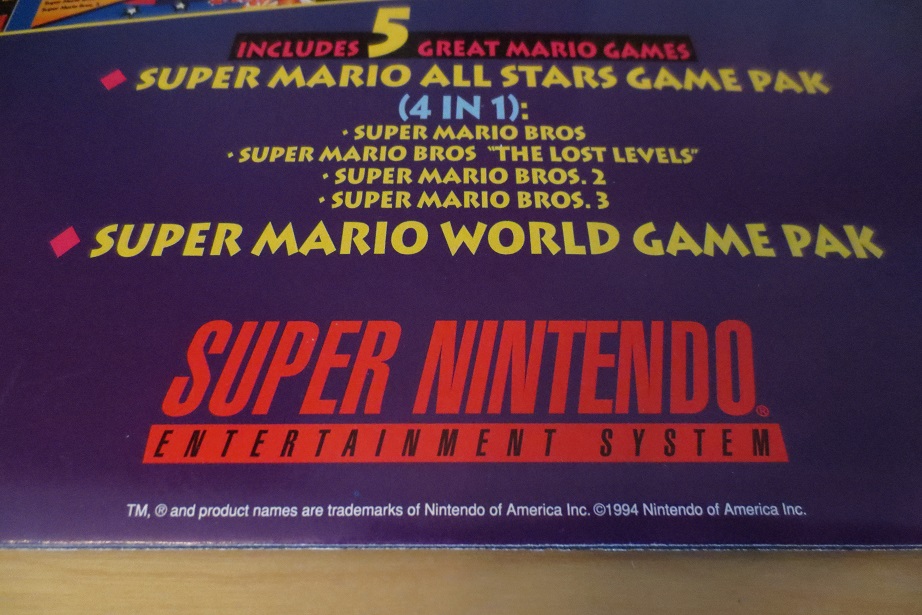 INCLUDES 5 GREAT MARIO GAMES
SUPER MARIO ALL STARS GAME PAK
(4 IN 1):
· SUPER MARIO BROS
· SUPER MARIO BROS "THE LOST LEVELS"
· SUPER MARIO BROS. 2
· SUPER MARIO BROS. 3
SUPER MARIO WORLD GAME PAK
SUPER NINTENDO®
ENTERTAINMENT SYSTEM
TM, ® and product names are trademarks of Nintendo of America Inc. ©1994 Nintendo of America Inc.